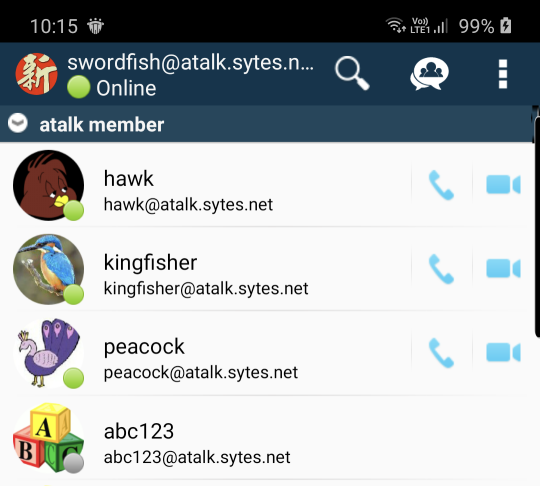 10:15 Vo)) LTE1 99%
新
swordfish@atalk.sytes.n...
Online
atalk member
hawk
hawk@atalk.sytes.net
kingfisher
kingfisher@atalk.sytes.net
peacock
peacock@atalk.sytes.net
A
B C
abc123
abc123@atalk.sytes.net